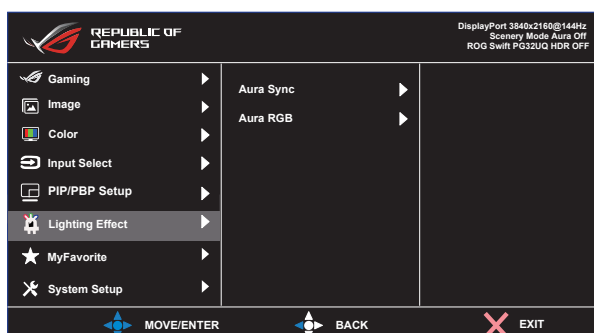 REPUBLIC OF
GAMERS
DisplayPort 3840x2160@144Hz
Scenery Mode Aura Off
ROG Swift PG32UQ HDR OFF
Gaming
Image
Color
Input Select
PIP/PBP Setup
Lighting Effect
MyFavorite
System Setup
Aura Sync
Aura RGB
MOVE/ENTER
BACK
EXIT